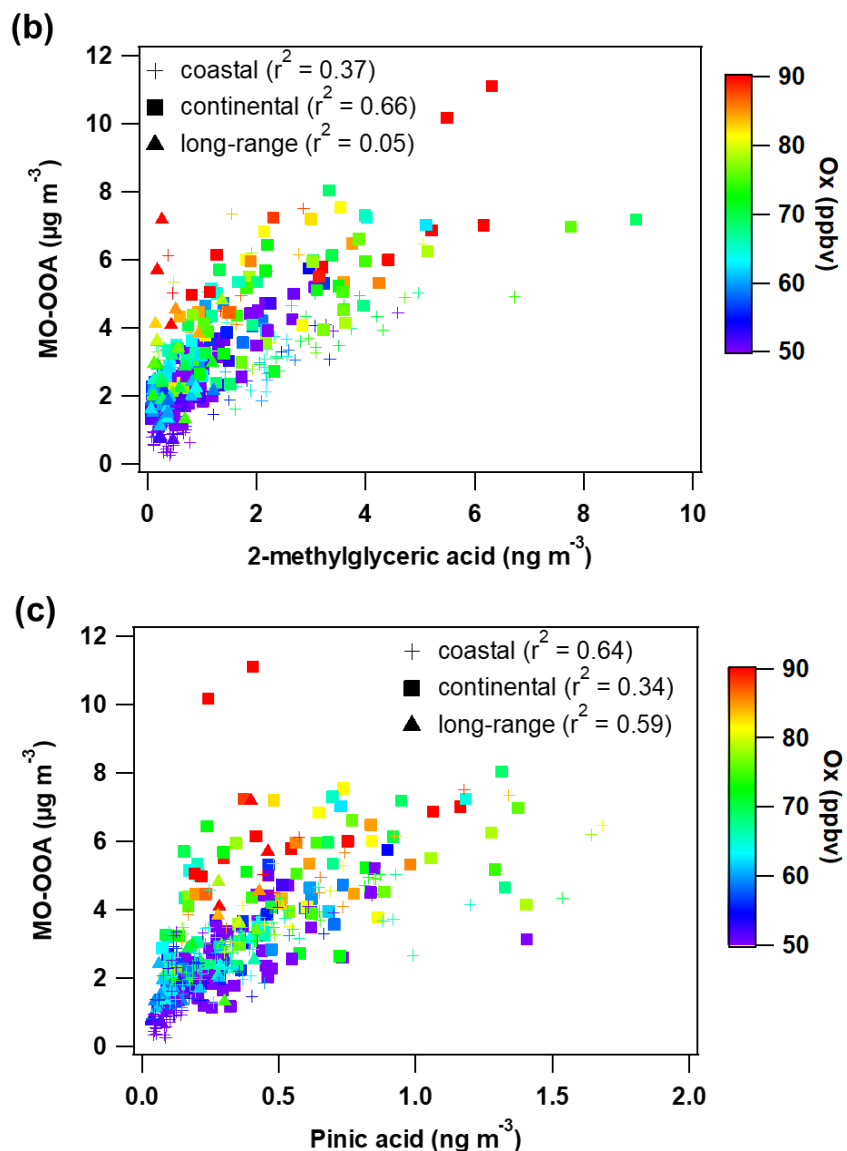 (b)
12
10
8
6
4
2
0
MO-OOA (µg m⁻³)
coastal (r² = 0.37)
continental (r² = 0.66)
long-range (r² = 0.05)
0 2 4 6 8 10
2-methylglyceric acid (ng m⁻³)
90
80
70
60
50
Ox (ppbv)
(c)
12
10
8
6
4
2
0
MO-OOA (µg m⁻³)
coastal (r² = 0.64)
continental (r² = 0.34)
long-range (r² = 0.59)
0.0 0.5 1.0 1.5 2.0
Pinic acid (ng m⁻³)
90
80
70
60
50
Ox (ppbv)